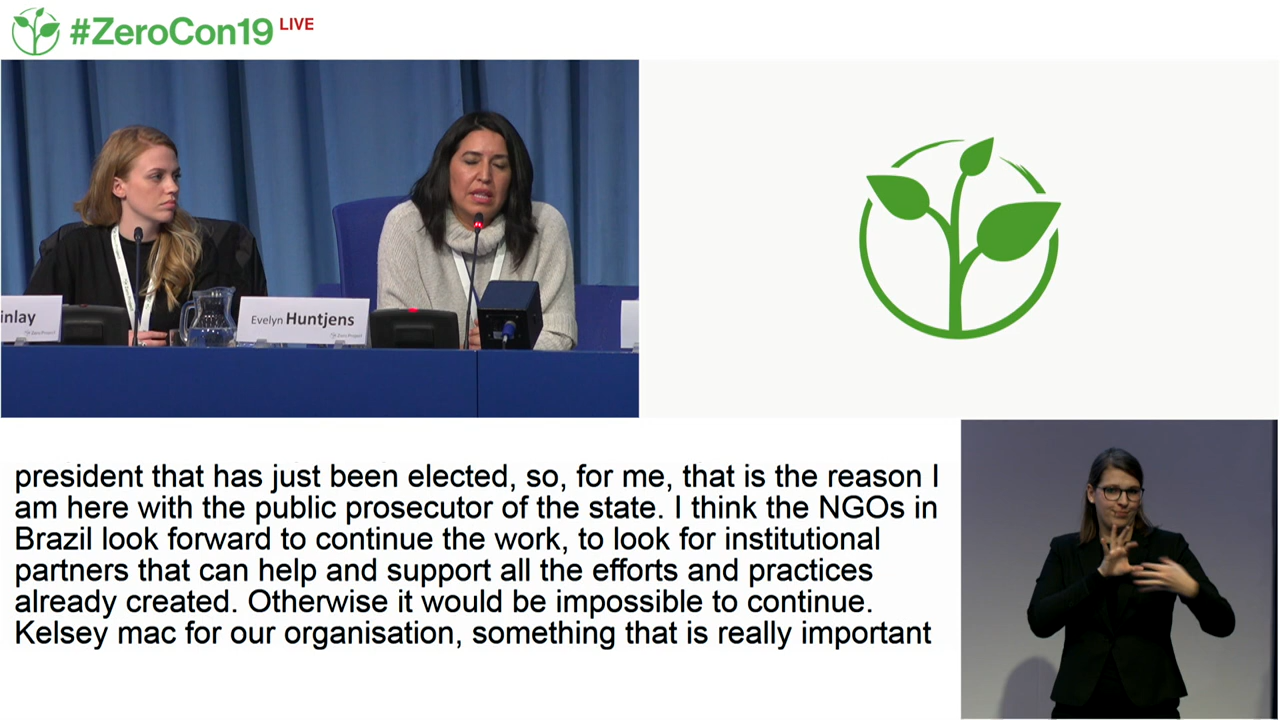 #ZeroCon19 LIVE
inlay
Evelyn Huntjens
president that has just been elected, so, for me, that is the reason I
am here with the public prosecutor of the state. I think the NGOs in
Brazil look forward to continue the work, to look for institutional
partners that can help and support all the efforts and practices
already created. Otherwise it would be impossible to continue.
Kelsey mac for our organisation, something that is really important